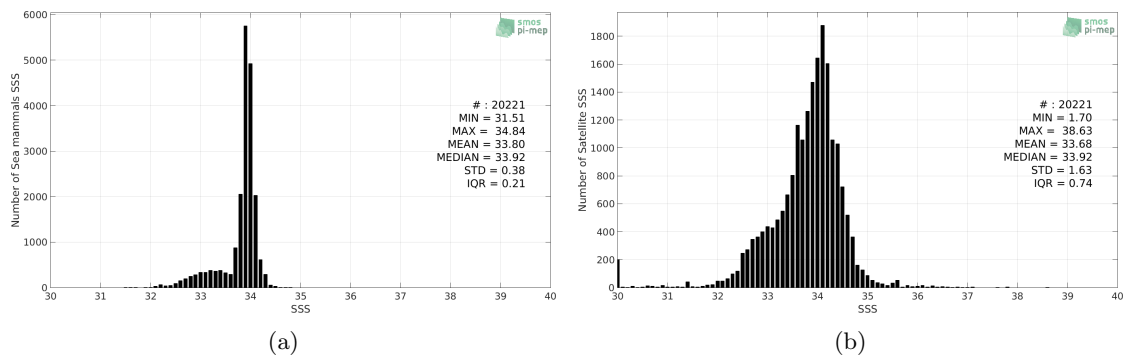 6000
5000
4000
3000
2000
1000
0
Number of Sea mammals SSS
smos
pi-mep
# : 20221
MIN = 31.51
MAX = 34.84
MEAN = 33.80
MEDIAN = 33.92
STD = 0.38
IQR = 0.21
30 31 32 33 34 35 36 37 38 39 40
SSS
(a)
1800
1600
1400
1200
1000
800
600
400
200
0
Number of Satellite SSS
smos
pi-mep
# : 20221
MIN = 1.70
MAX = 38.63
MEAN = 33.68
MEDIAN = 33.92
STD = 1.63
IQR = 0.74
30 31 32 33 34 35 36 37 38 39 40
SSS
(b)